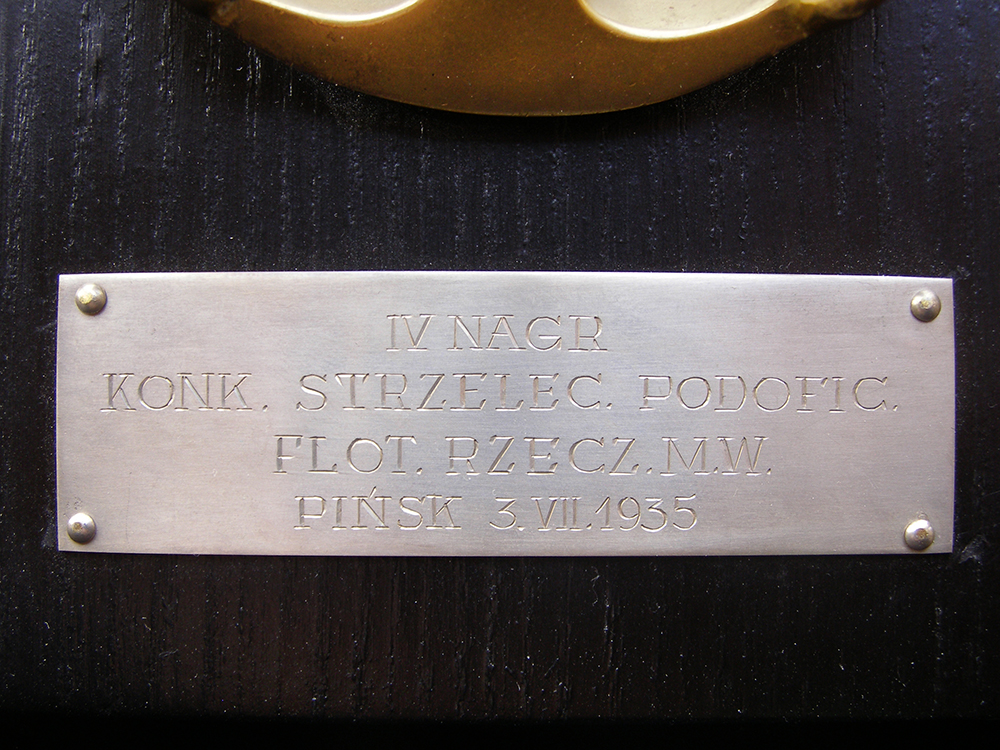 IV NAGR
KONK. STRZELEC. PODOFIC.
FLOT. RZECZ. M.W.
PIŃSK 3.VII.1935